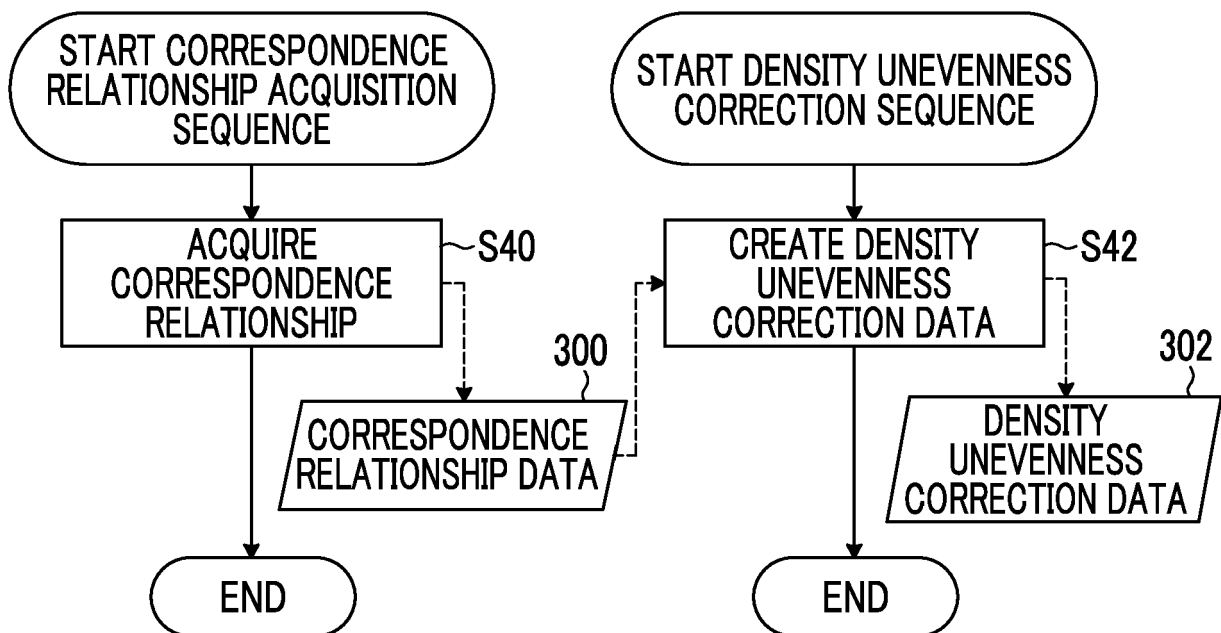 START CORRESPONDENCE
RELATIONSHIP ACQUISITION
SEQUENCE
ACQUIRE
CORRESPONDENCE
RELATIONSHIP
S40
300
CORRESPONDENCE
RELATIONSHIP DATA
END
START DENSITY UNEVENNESS
CORRECTION SEQUENCE
CREATE DENSITY
UNEVENNESS
CORRECTION DATA
S42
302
DENSITY
UNEVENNESS
CORRECTION DATA
END